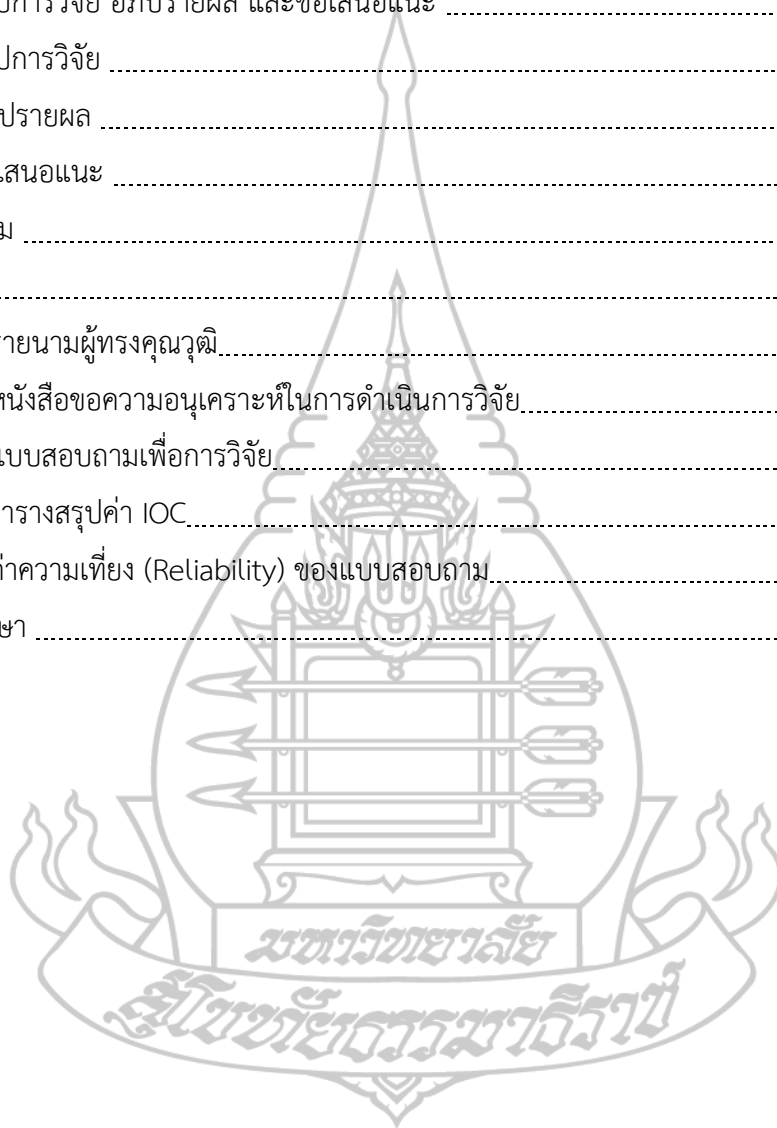 ปการวิจัย อภิปรายผล และข้อเสนอแนะ
ปการวิจัย
ปรายผล
เสนอแนะ
ม
รายนามผู้ทรงคุณวุฒิ
หนังสือขอความอนุเคราะห์ในการดำเนินการวิจัย
แบบสอบถามเพื่อการวิจัย
ตารางสรุปค่า IOC
ค่าความเที่ยง (Reliability) ของแบบสอบถาม
ษา
มหาวิทยาลัย
สุโขทัยธรรมาธิราช